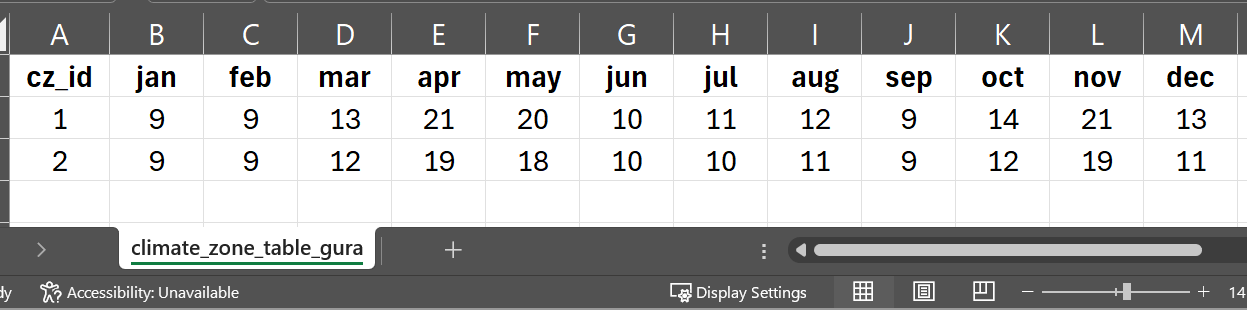 A B C D E F G H I J K L M
cz_id jan feb mar apr may jun jul aug sep oct nov dec
1 9 9 13 21 20 10 11 12 9 14 21 13
2 9 9 12 19 18 10 10 11 9 12 19 11
climate_zone_table_gura
dy Accessibility: Unavailable Display Settings 14